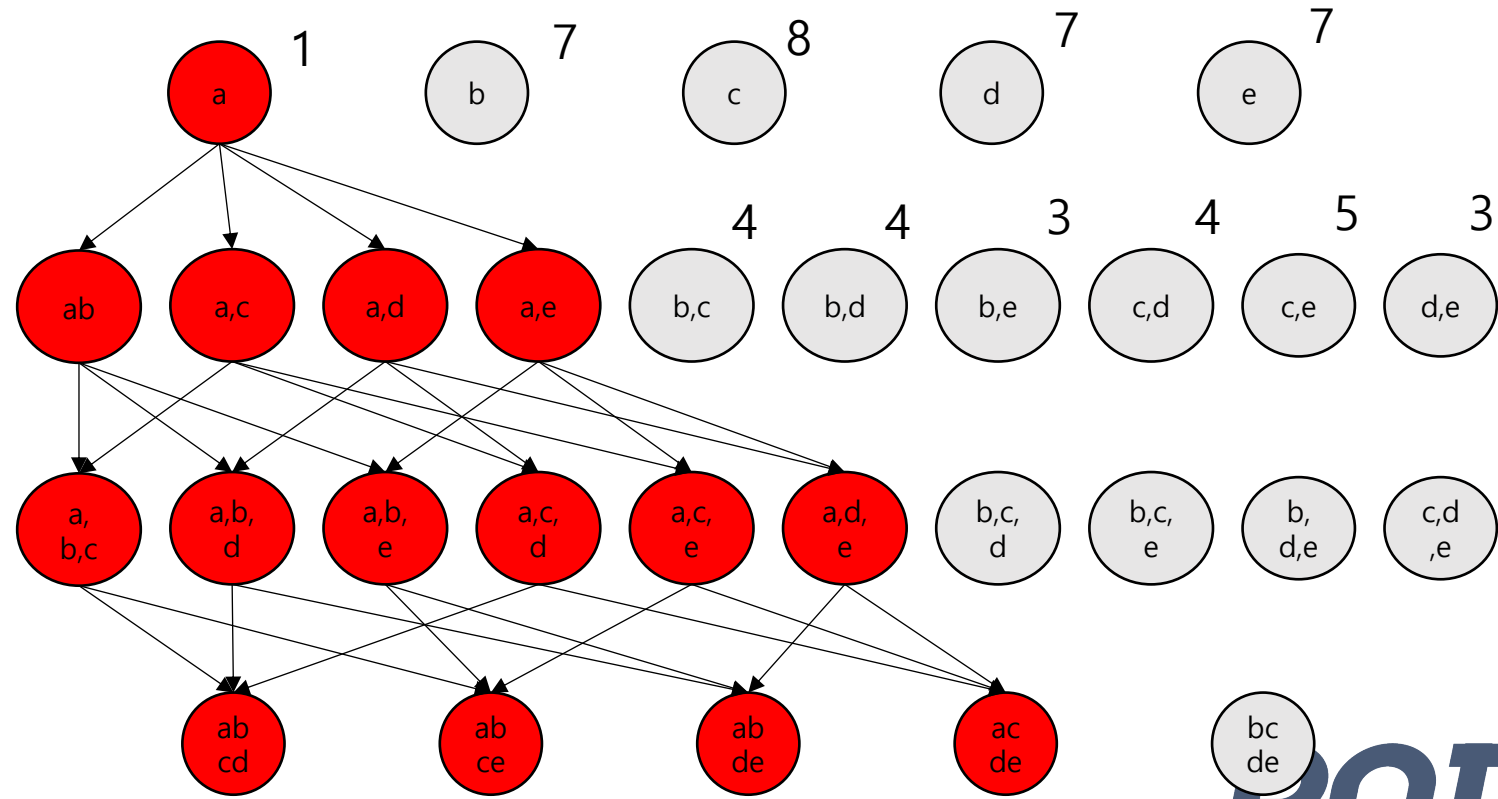 1
7
8
7
7
a
b
c
d
e
4
4
3
4
5
3
ab
a,c
a,d
a,e
b,c
b,d
b,e
c,d
c,e
d,e
a,
b,c
a,b,
d
a,b,
e
a,c,
d
a,c,
e
a,d,
e
b,c,
d
b,c,
e
b,
d,e
c,d
,e
ab
cd
ab
ce
ab
de
ac
de
bc
de